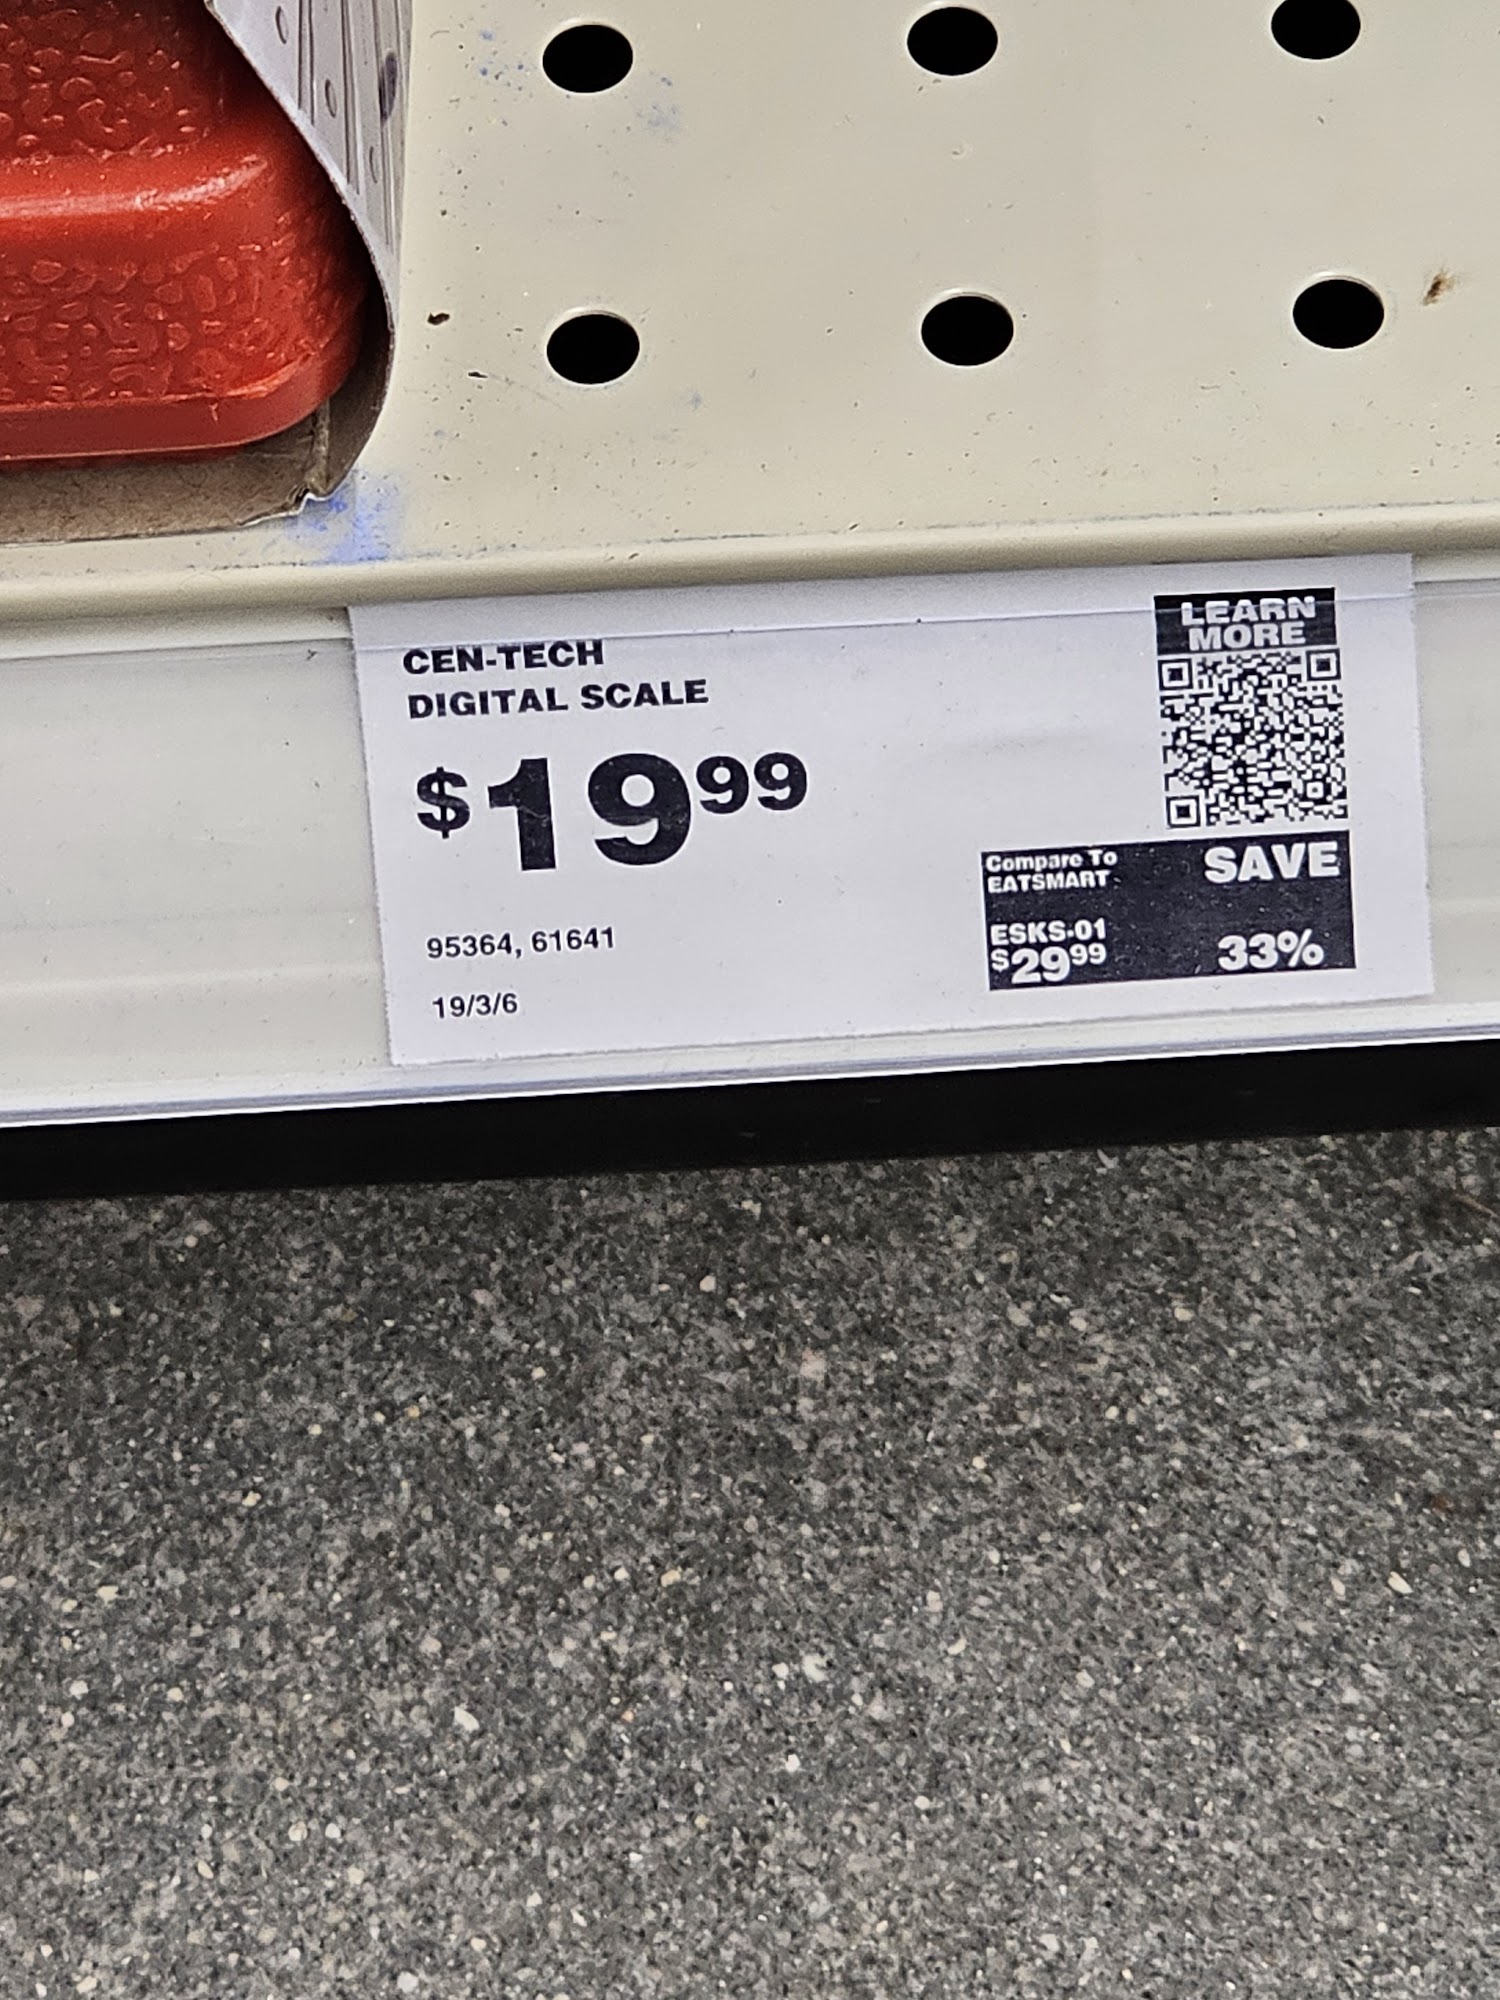 CEN-TECH
DIGITAL SCALE
$19⁹⁹
95364, 61641
19/3/6
LEARN
MORE
Compare To
EATSMART
ESKS-01
$29⁹⁹
SAVE
33%